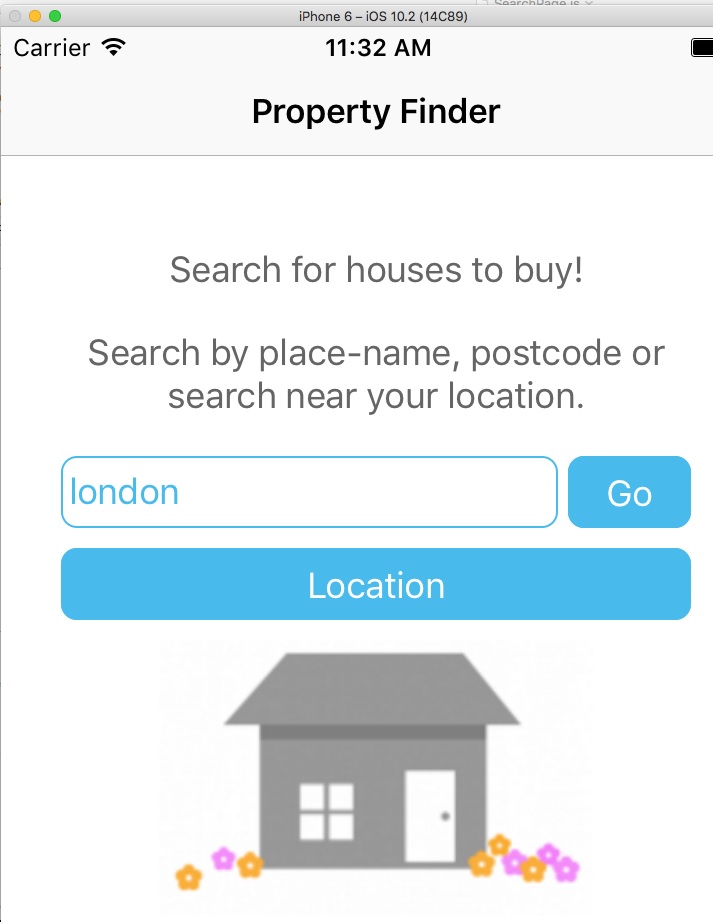 SearchPage.js
iPhone 6 – iOS 10.2 (14C89)
Carrier 11:32 AM
Property Finder
Search for houses to buy!
Search by place-name, postcode or
search near your location.
london Go
Location